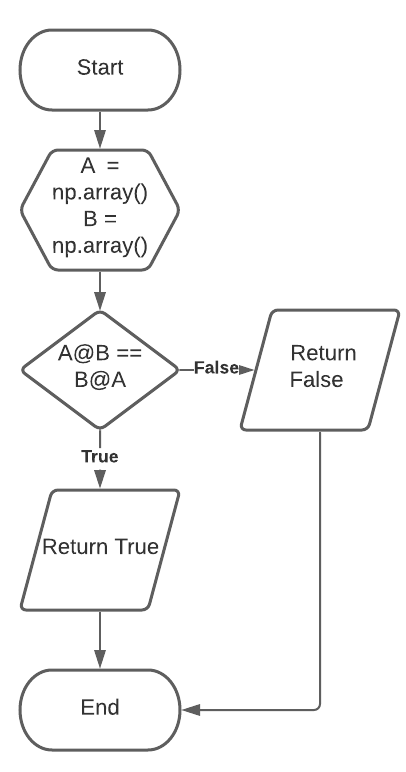 Start
A  =
np.array()
B =
np.array()
A@B ==
B@A
False
Return
False
True
Return True
End